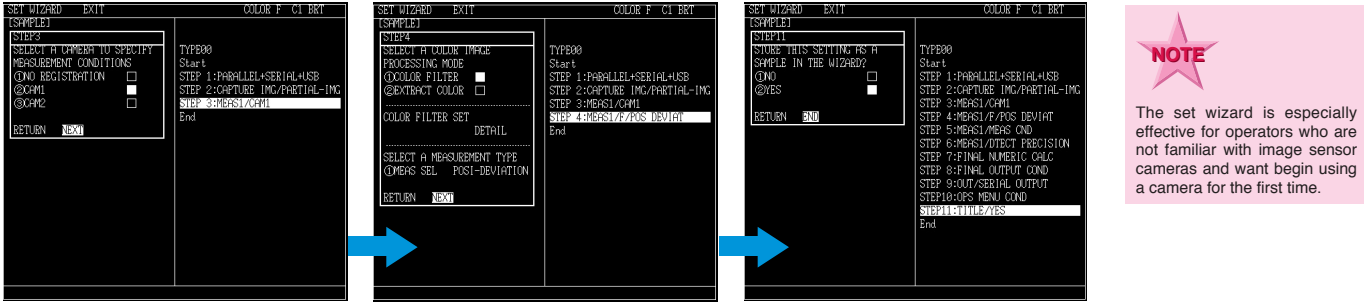 SET WIZARD EXIT COLOR F C1 BRT
[SAMPLE]
STEP3
SELECT A CAMERA TO SPECIFY
MEASUREMENT CONDITIONS
①NO REGISTRATION
②CAM1
③CAM2
RETURN NEXT
TYPE00
Start
STEP 1:PARALLEL+SERIAL+USB
STEP 2:CAPTURE IMG/PARTIAL-IMG
STEP 3:MEAS1/CAM1
End
SET WIZARD EXIT COLOR F C1 BRT
[SAMPLE]
STEP4
SELECT A COLOR IMAGE
PROCESSING MODE
①COLOR FILTER
②EXTRACT COLOR
COLOR FILTER SET
DETAIL
SELECT A MEASUREMENT TYPE
①MEAS SEL POSI-DEVIATION
RETURN NEXT
TYPE00
Start
STEP 1:PARALLEL+SERIAL+USB
STEP 2:CAPTURE IMG/PARTIAL-IMG
STEP 3:MEAS1/CAM1
STEP 4:MEAS1/F/POS DEVIAT
End
SET WIZARD EXIT COLOR F C1 BRT
[SAMPLE]
STEP11
STORE THIS SETTING AS A
SAMPLE IN THE WIZARD?
①NO
②YES
RETURN END
TYPE00
Start
STEP 1:PARALLEL+SERIAL+USB
STEP 2:CAPTURE IMG/PARTIAL-IMG
STEP 3:MEAS1/CAM1
STEP 4:MEAS1/F/POS DEVIAT
STEP 5:MEAS1/MEAS CND
STEP 6:MEAS1/DTECT PRECISION
STEP 7:FINAL NUMERIC CALC
STEP 8:FINAL OUTPUT COND
STEP 9:OUT/SERIAL OUTPUT
STEP10:OPS MENU COND
STEP11:TITLE/YES
End
NOTE
The set wizard is especially
effective for operators who are
not familiar with image sensor
cameras and want begin using
a camera for the first time.